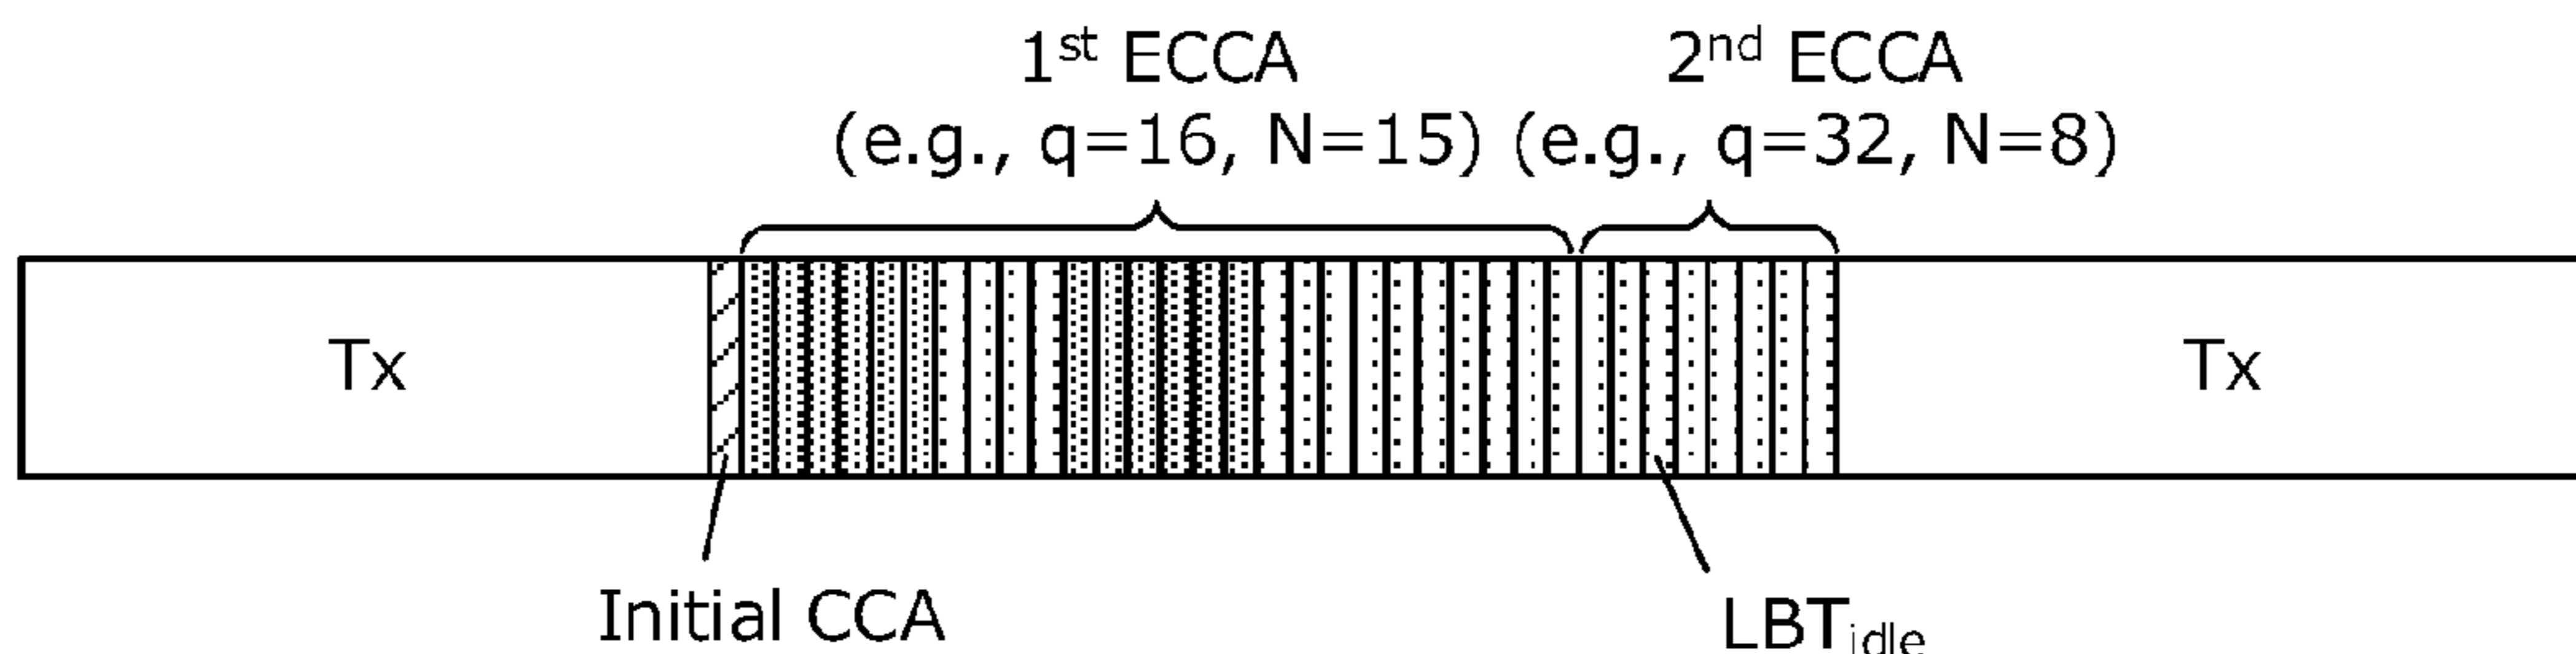 1st ECCA 2nd ECCA
(e.g., q=16, N=15) (e.g., q=32, N=8)
Tx Tx
Initial CCA LBTidle